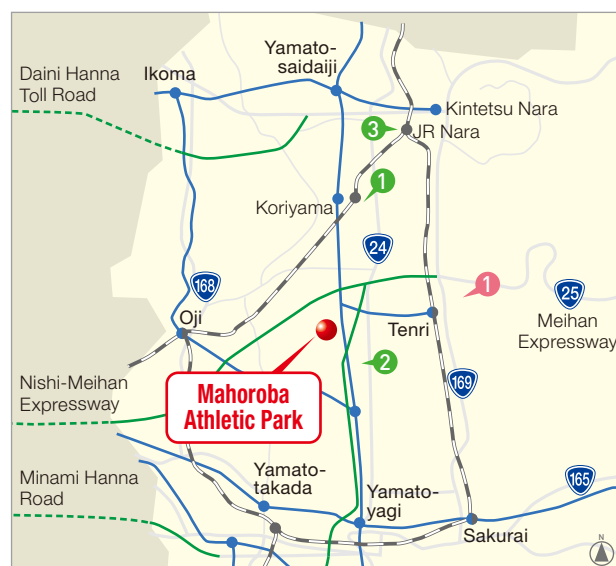 Yamato-
saidaiji
Ikoma
Daini Hanna
Toll Road
Kintetsu Nara
3
JR Nara
1
Koriyama
24
168
1
25
Oji
Tenri
Meihan
Expressway
2
169
Nishi-Meihan
Expressway
Mahoroba
Athletic Park
Minami Hanna
Road
Yamato-
takada
Yamato-
yagi
165
Sakurai
N